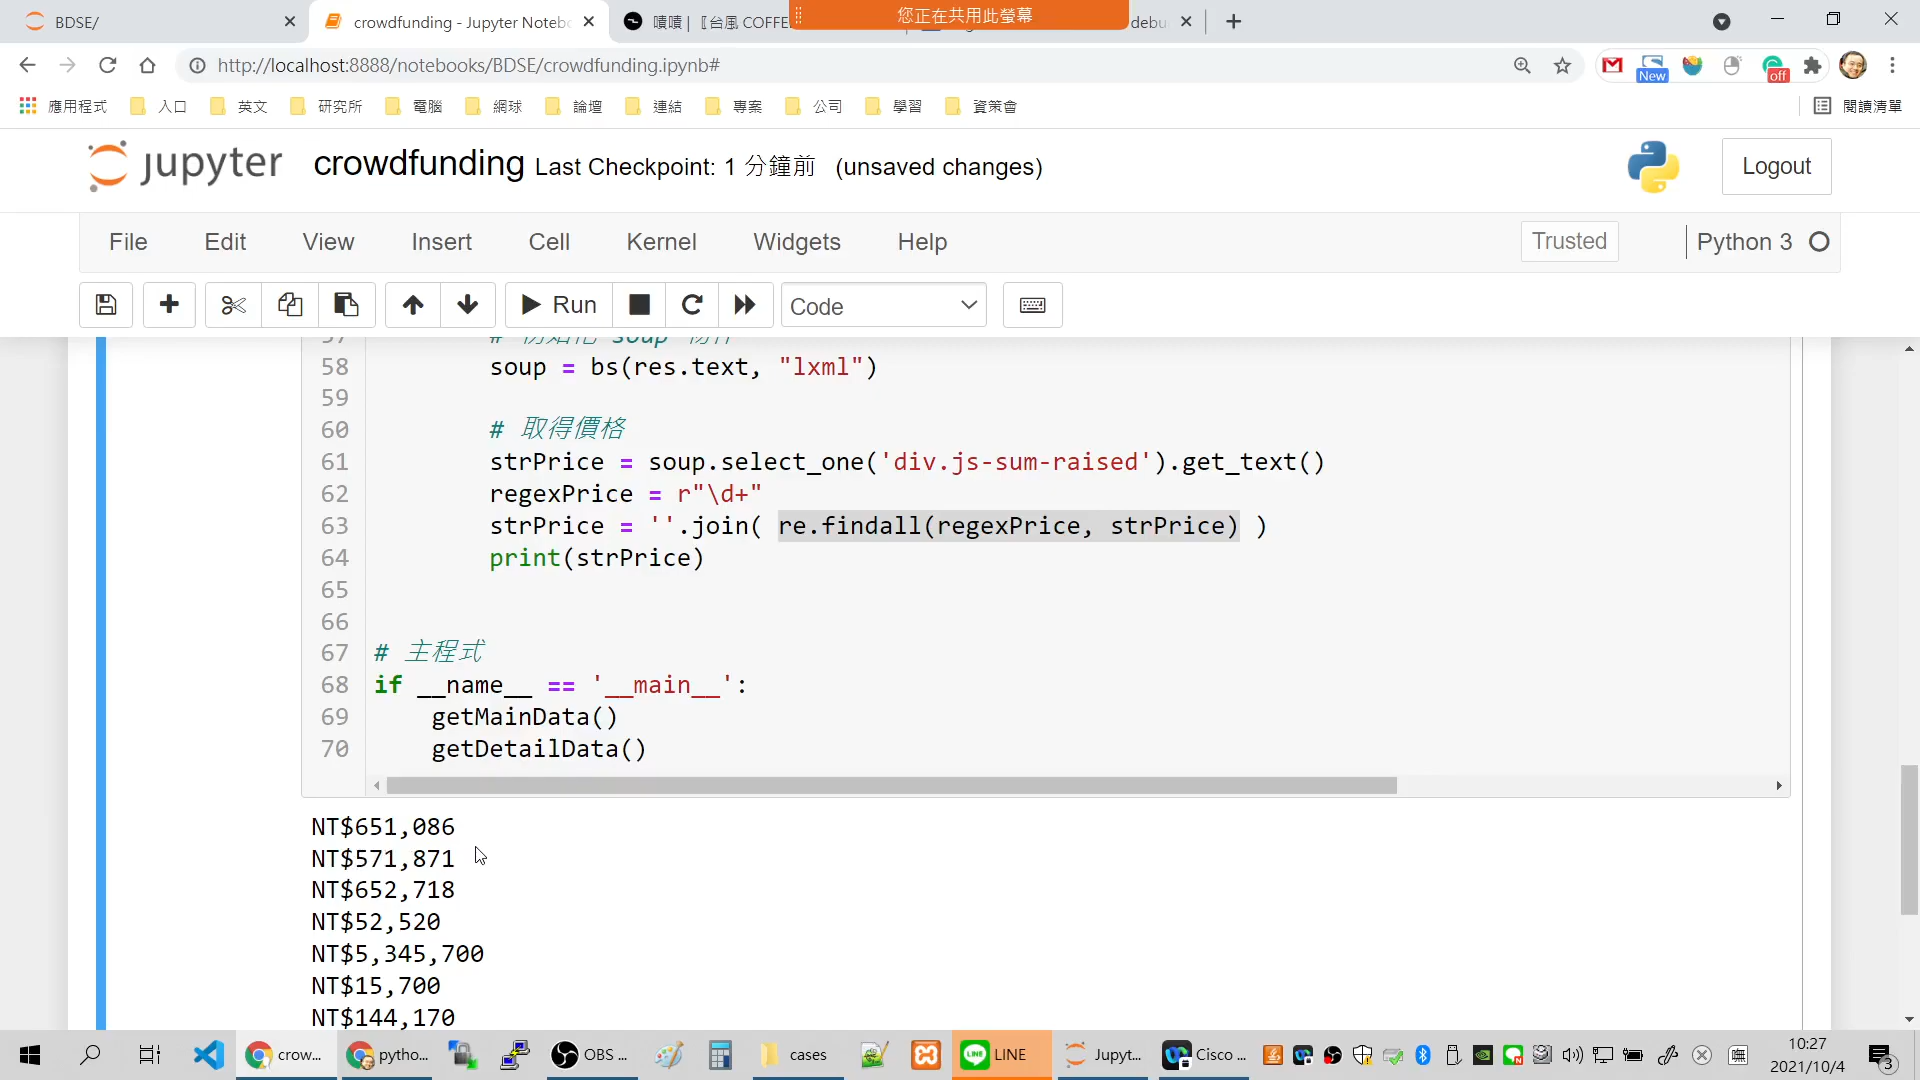 BDSE/
crowdfunding - Jupyter Notebo
嘖嘖 | 〖台風 COFFE
您正在共用此螢幕
debu
http://localhost:8888/notebooks/BDSE/crowdfunding.ipynb#
New
off
應用程式 入口 英文 研究所 電腦 網球 論壇 連結 專案 公司 學習 資策會 閱讀清單
jupyter crowdfunding Last Checkpoint: 1 分鐘前 (unsaved changes) Logout
File Edit View Insert Cell Kernel Widgets Help Trusted Python 3
Run Code
57 # 初始化 soup 物件
58 soup = bs(res.text, "lxml")
59
60 # 取得價格
61 strPrice = soup.select_one('div.js-sum-raised').get_text()
62 regexPrice = r"\d+"
63 strPrice = ''.join( re.findall(regexPrice, strPrice) )
64 print(strPrice)
65
66
67 # 主程式
68 if __name__ == '__main__':
69 getMainData()
70 getDetailData()
NT$651,086
NT$571,871
NT$652,718
NT$52,520
NT$5,345,700
NT$15,700
NT$144,170
crow... pytho... OBS ... cases LINE LINE Jupyt... Cisco ...
10:27
2021/10/4
3